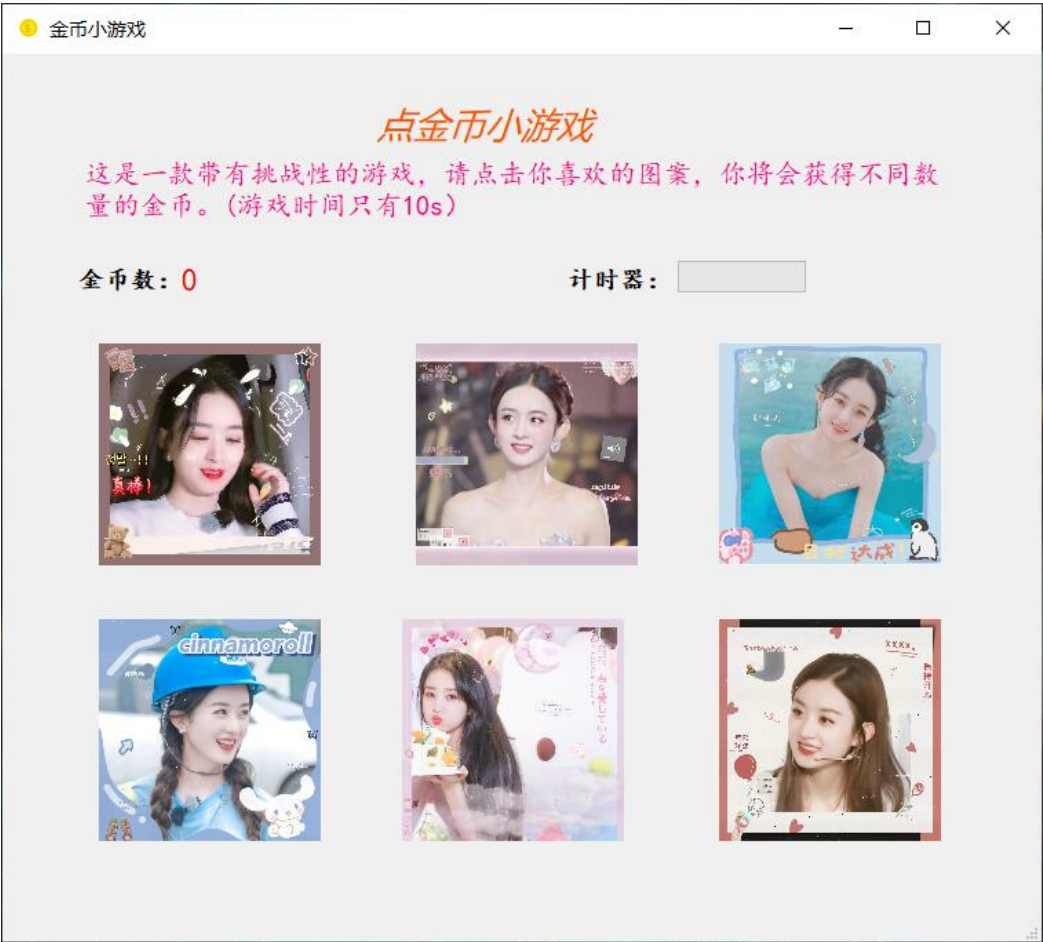 金币小游戏
点金币小游戏
这是一款带有挑战性的游戏，请点击你喜欢的图案，你将会获得不同数
量的金币。(游戏时间只有10s)
金币数：0
计时器：
真棒!
达成!
cinnamoroll
xxxx。